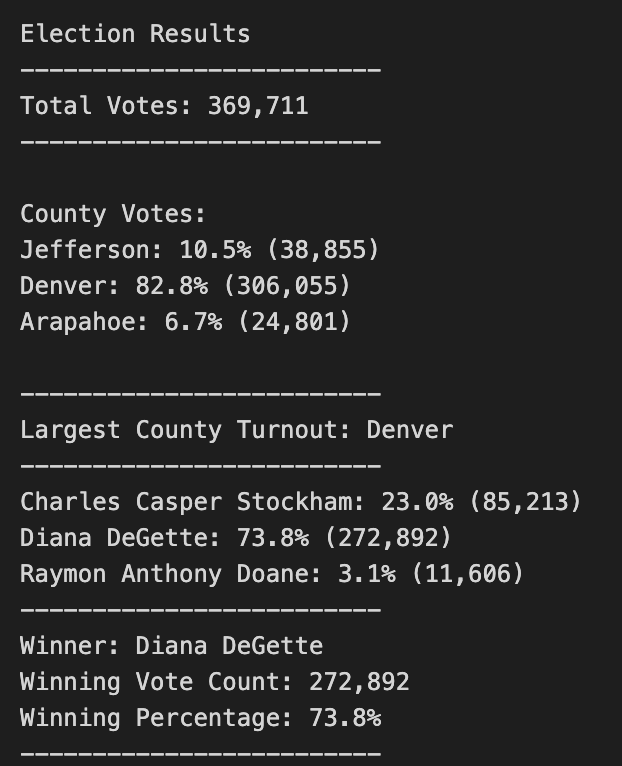 Election Results
-------------------------
Total Votes: 369,711
-------------------------
County Votes:
Jefferson: 10.5% (38,855)
Denver: 82.8% (306,055)
Arapahoe: 6.7% (24,801)
-------------------------
Largest County Turnout: Denver
-------------------------
Charles Casper Stockham: 23.0% (85,213)
Diana DeGette: 73.8% (272,892)
Raymon Anthony Doane: 3.1% (11,606)
-------------------------
Winner: Diana DeGette
Winning Vote Count: 272,892
Winning Percentage: 73.8%
-------------------------